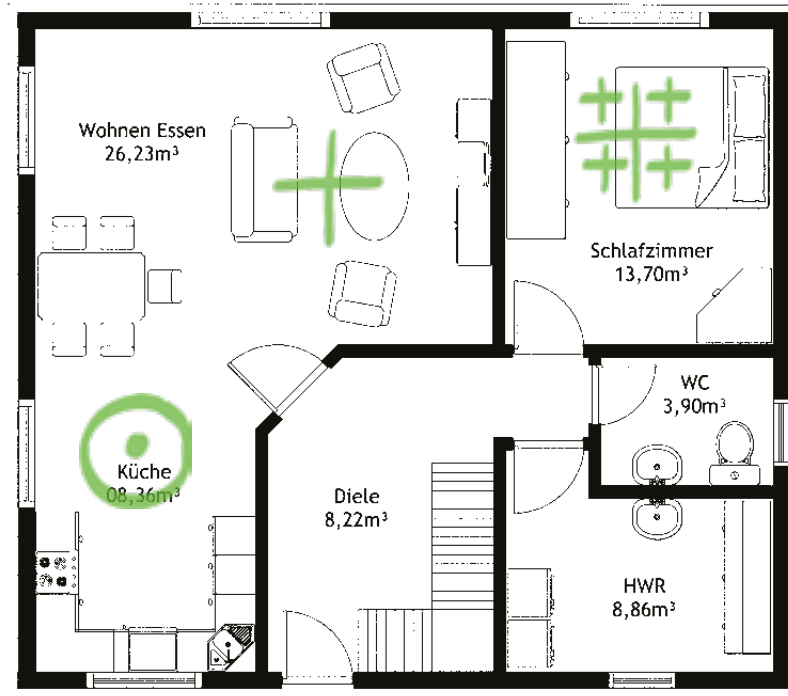 Wohnen Essen
26,23m³
Schlafzimmer
13,70m³
WC
3,90m³
Küche
08,36m³
Diele
8,22m³
HWR
8,86m³